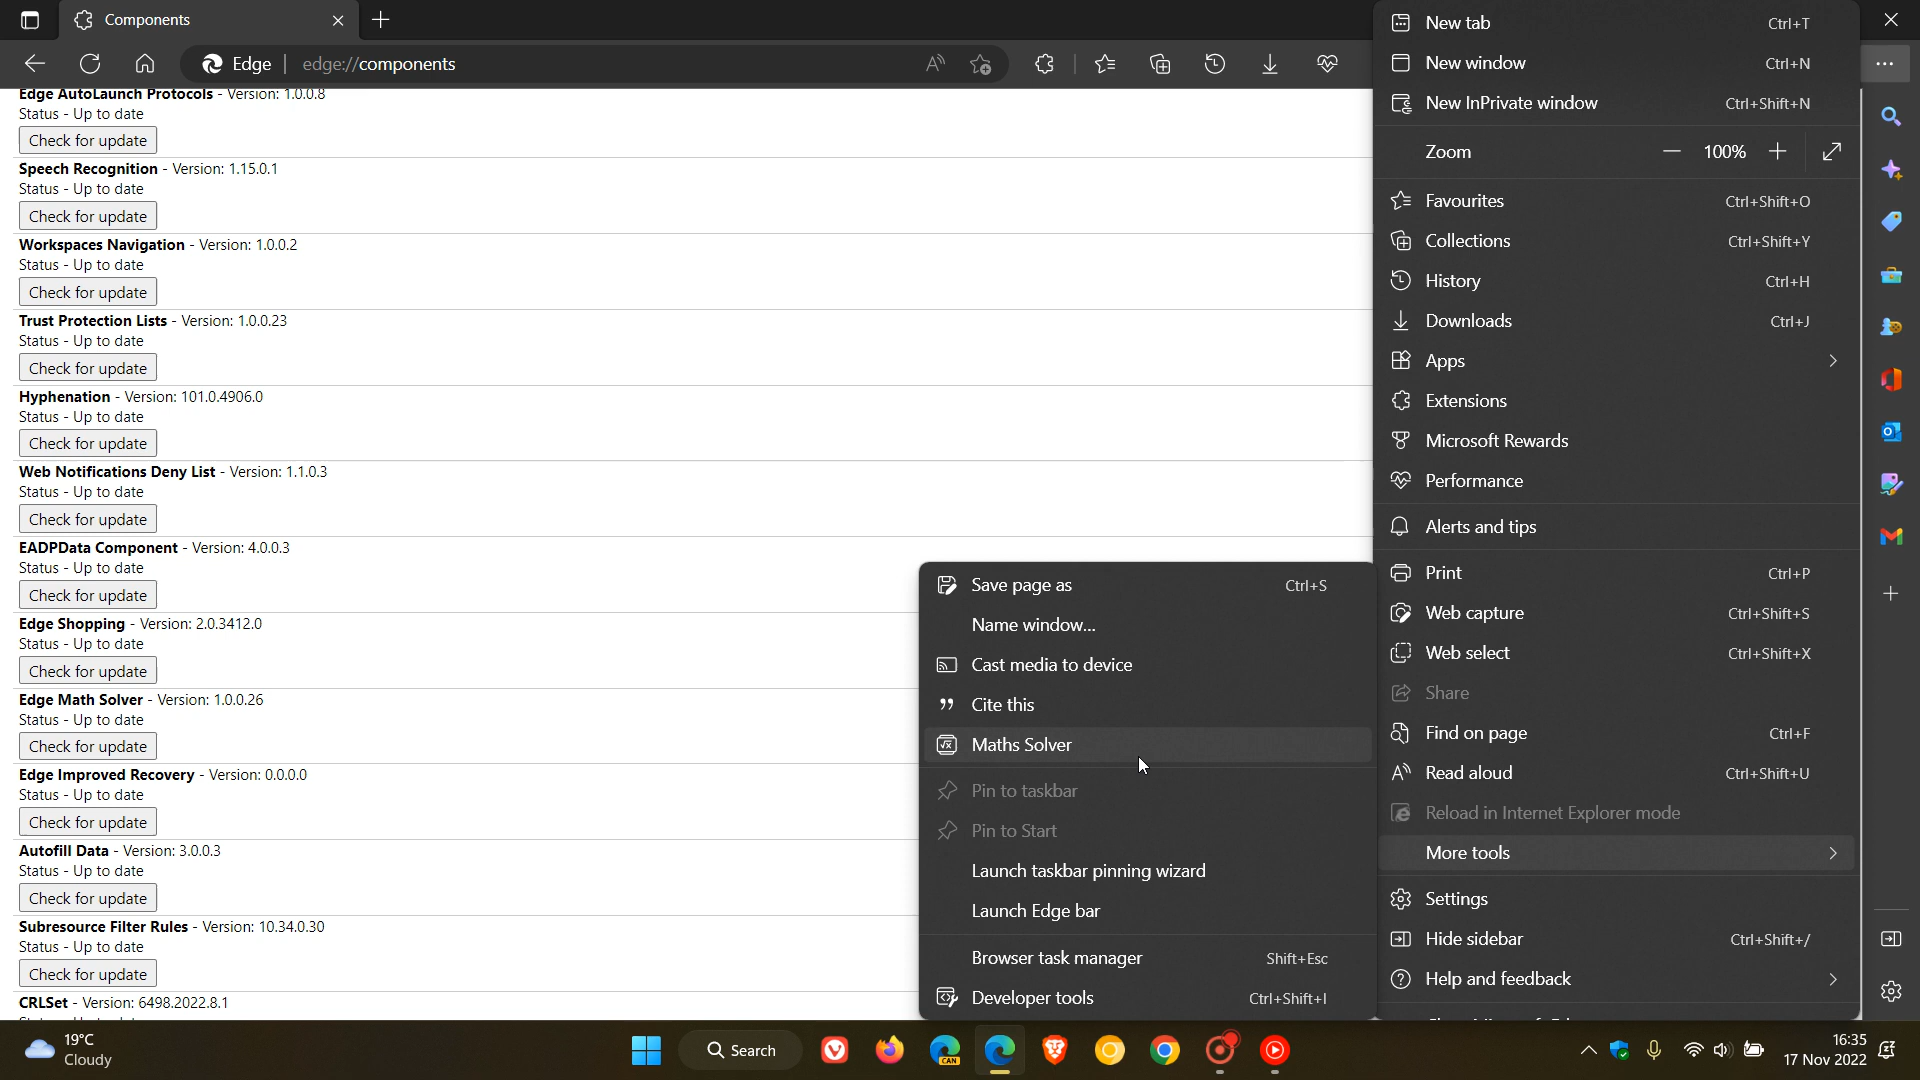 Components
Edge
edge://components
Edge AutoLaunch Protocols - Version: 1.0.0.8
Status - Up to date
Check for update
Speech Recognition - Version: 1.15.0.1
Status - Up to date
Check for update
Workspaces Navigation - Version: 1.0.0.2
Status - Up to date
Check for update
Trust Protection Lists - Version: 1.0.0.23
Status - Up to date
Check for update
Hyphenation - Version: 101.0.4906.0
Status - Up to date
Check for update
Web Notifications Deny List - Version: 1.1.0.3
Status - Up to date
Check for update
EADPData Component - Version: 4.0.0.3
Status - Up to date
Check for update
Edge Shopping - Version: 2.0.3412.0
Status - Up to date
Check for update
Edge Math Solver - Version: 1.0.0.26
Status - Up to date
Check for update
Edge Improved Recovery - Version: 0.0.0.0
Status - Up to date
Check for update
Autofill Data - Version: 3.0.0.3
Status - Up to date
Check for update
Subresource Filter Rules - Version: 10.34.0.30
Status - Up to date
Check for update
CRLSet - Version: 6498.2022.8.1
Save page as Ctrl+S
Name window...
Cast media to device
Cite this
Maths Solver
Pin to taskbar
Pin to Start
Launch taskbar pinning wizard
Launch Edge bar
Browser task manager Shift+Esc
Developer tools Ctrl+Shift+I
New tab Ctrl+T
New window Ctrl+N
New InPrivate window Ctrl+Shift+N
Zoom 100%
Favourites Ctrl+Shift+O
Collections Ctrl+Shift+Y
History Ctrl+H
Downloads Ctrl+J
Apps
Extensions
Microsoft Rewards
Performance
Alerts and tips
Print Ctrl+P
Web capture Ctrl+Shift+S
Web select Ctrl+Shift+X
Share
Find on page Ctrl+F
Read aloud Ctrl+Shift+U
Reload in Internet Explorer mode
More tools
Settings
Hide sidebar Ctrl+Shift+/
Help and feedback
19°C
Cloudy
Search
CAN
16:35
17 Nov 2022